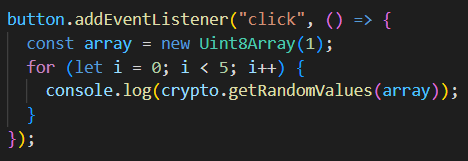 button.addEventListener("click", () => {
  const array = new Uint8Array(1);
  for (let i = 0; i < 5; i++) {
    console.log(crypto.getRandomValues(array));
  }
});